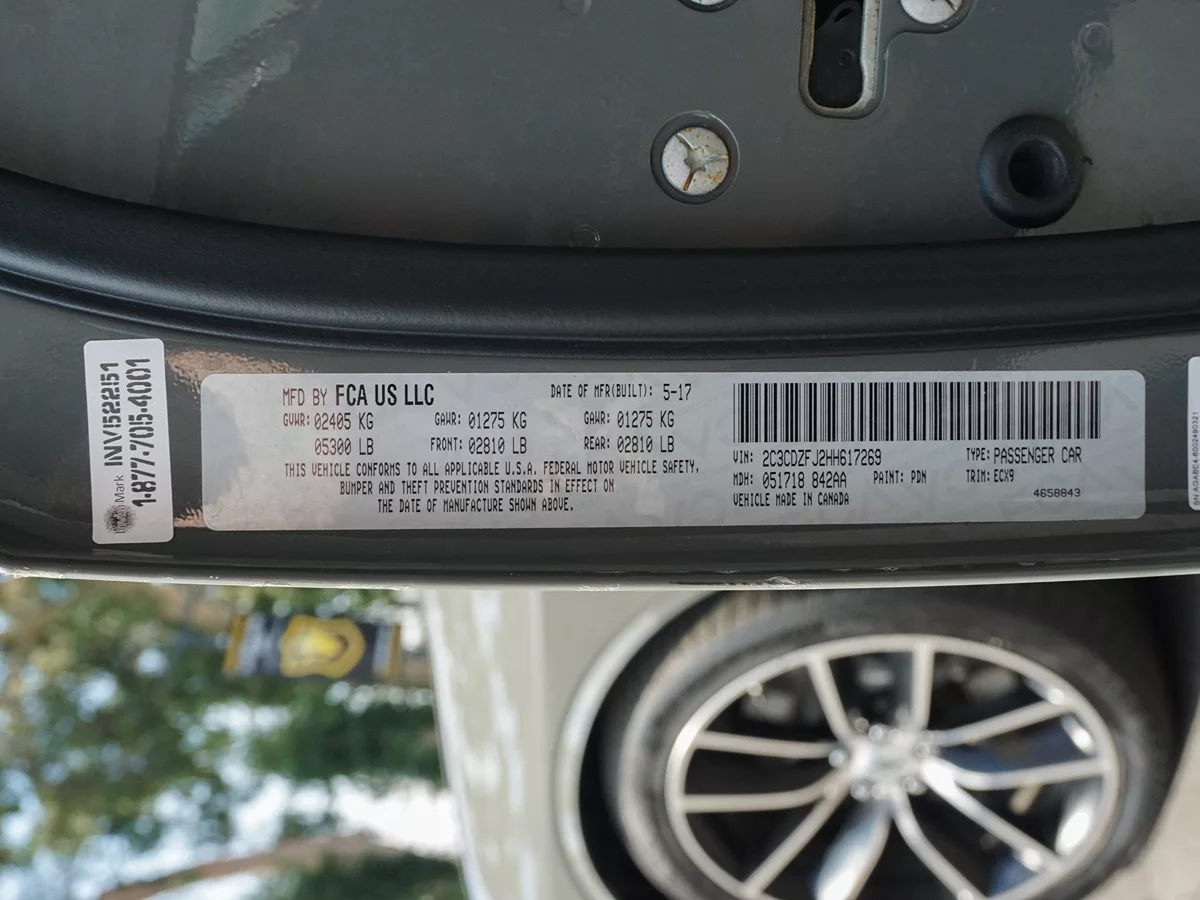 INVI52251
Mark 1-877-705-4001
MFD BY FCA US LLC
DATE OF MFR(BUILT): 5-17
GVWR: 02405 KG
GAWR: 01275 KG
GAWR: 01275 KG
05300 LB
FRONT: 02810 LB
REAR: 02810 LB
THIS VEHICLE CONFORMS TO ALL APPLICABLE U.S.A. FEDERAL MOTOR VEHICLE SAFETY,
BUMPER AND THEFT PREVENTION STANDARDS IN EFFECT ON
THE DATE OF MANUFACTURE SHOWN ABOVE.
VIN: 2C3CDZFJ2HH617269
TYPE: PASSENGER CAR
MDH: 051718 842AA
PAINT: PDN
TRIM: ECX9
VEHICLE MADE IN CANADA
4658843